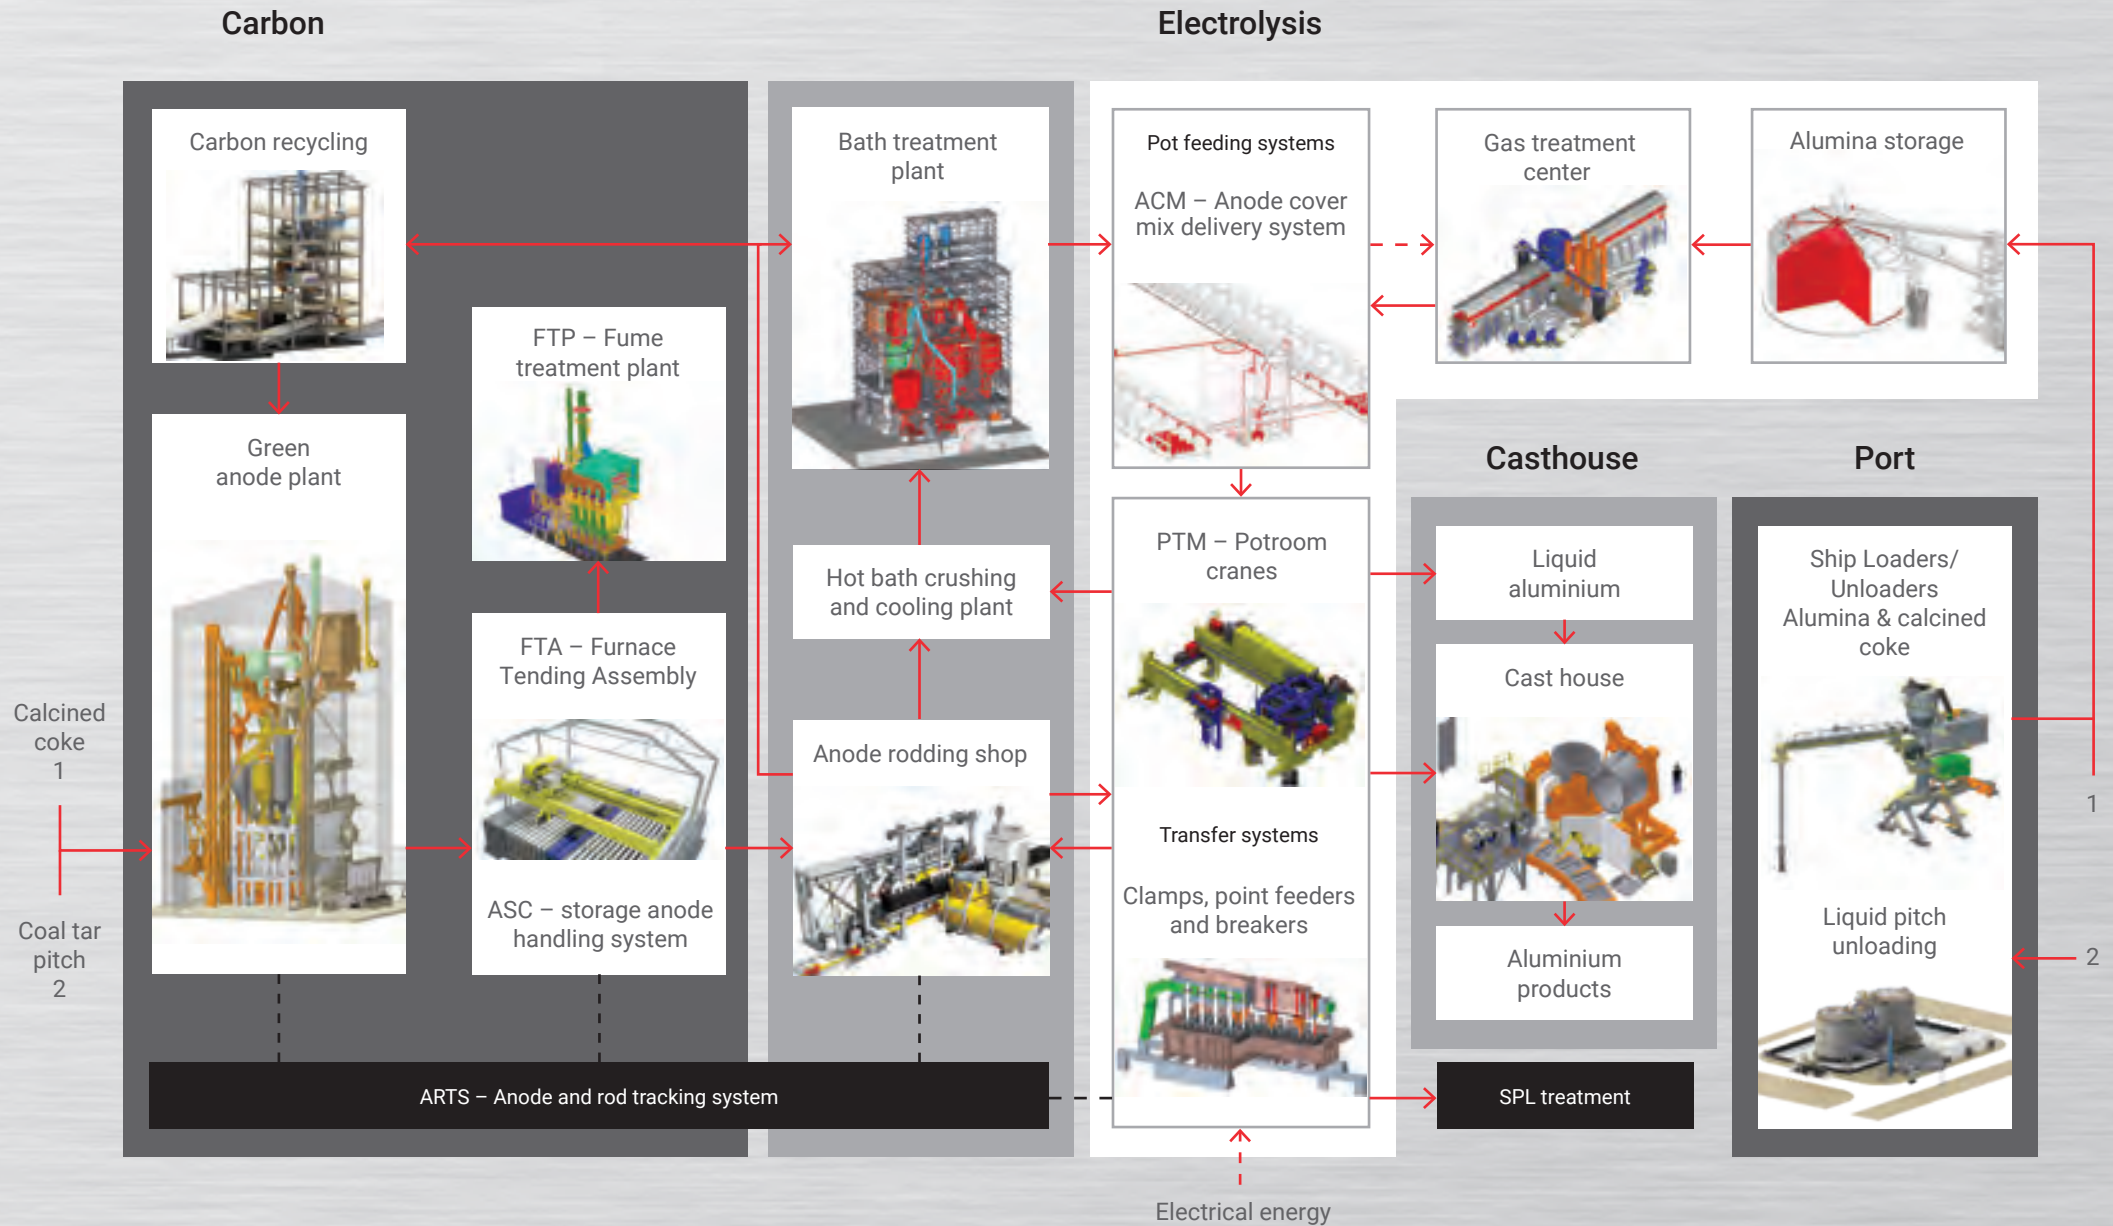 Carbon
Electrolysis
Carbon recycling
Bath treatment
plant
Pot feeding systems
ACM – Anode cover
mix delivery system
Gas treatment
center
Alumina storage
FTP – Fume
treatment plant
Green
anode plant
Casthouse
Port
Hot bath crushing
and cooling plant
PTM – Potroom
cranes
Liquid
aluminium
Ship Loaders/
Unloaders
Alumina & calcined
coke
FTA – Furnace
Tending Assembly
Cast house
Calcined
coke
1
Anode rodding shop
1
Transfer systems
Clamps, point feeders
and breakers
Coal tar
pitch
2
ASC – storage anode
handling system
Liquid pitch
unloading
2
Aluminium
products
ARTS – Anode and rod tracking system
SPL treatment
Electrical energy